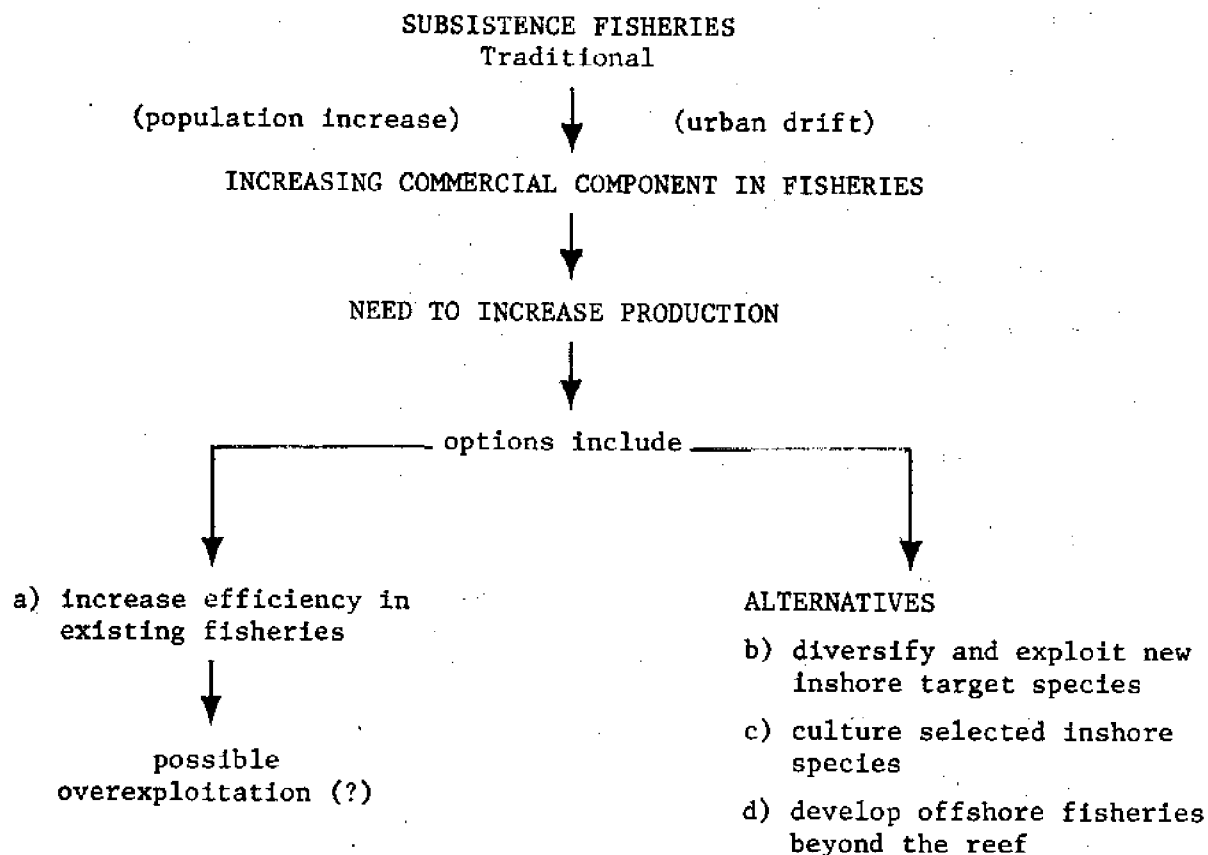 SUBSISTENCE FISHERIES
Traditional
(population increase) (urban drift)
INCREASING COMMERCIAL COMPONENT IN FISHERIES
NEED TO INCREASE PRODUCTION
options include
a) increase efficiency in
existing fisheries
possible
overexploitation (?)
ALTERNATIVES
b) diversify and exploit new
inshore target species
c) culture selected inshore
species
d) develop offshore fisheries
beyond the reef